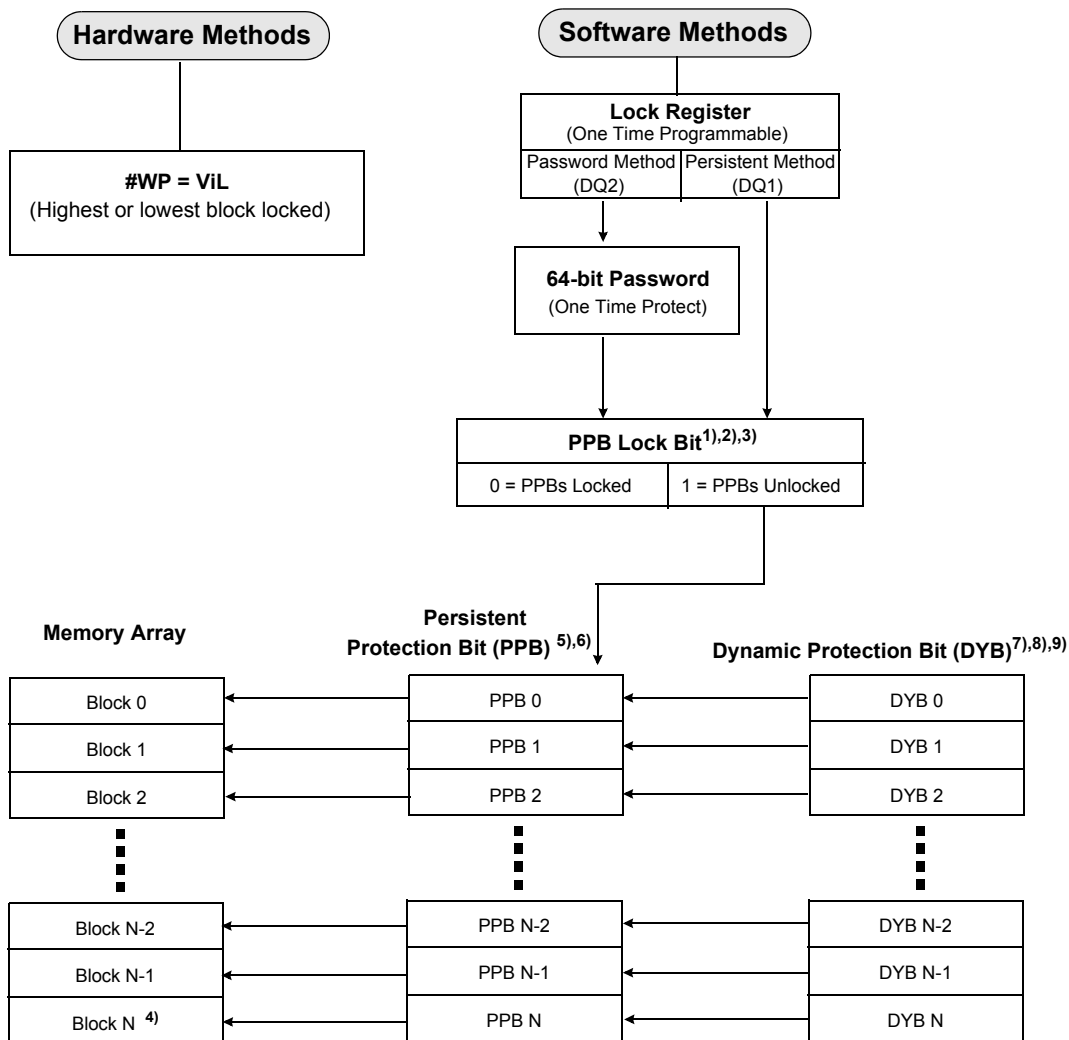 Hardware Methods
Software Methods
#WP = ViL
(Highest or lowest block locked)
Lock Register
(One Time Programmable)
Password Method
(DQ2)
Persistent Method
(DQ1)
64-bit Password
(One Time Protect)
PPB Lock Bit1),2),3)
0 = PPBs Locked
1 = PPBs Unlocked
Memory Array
Persistent
Protection Bit (PPB) 5),6)
Dynamic Protection Bit (DYB)7),8),9)
Block 0
PPB 0
DYB 0
Block 1
PPB 1
DYB 1
Block 2
PPB 2
DYB 2
Block N-2
PPB N-2
DYB N-2
Block N-1
PPB N-1
DYB N-1
Block N 4)
PPB N
DYB N